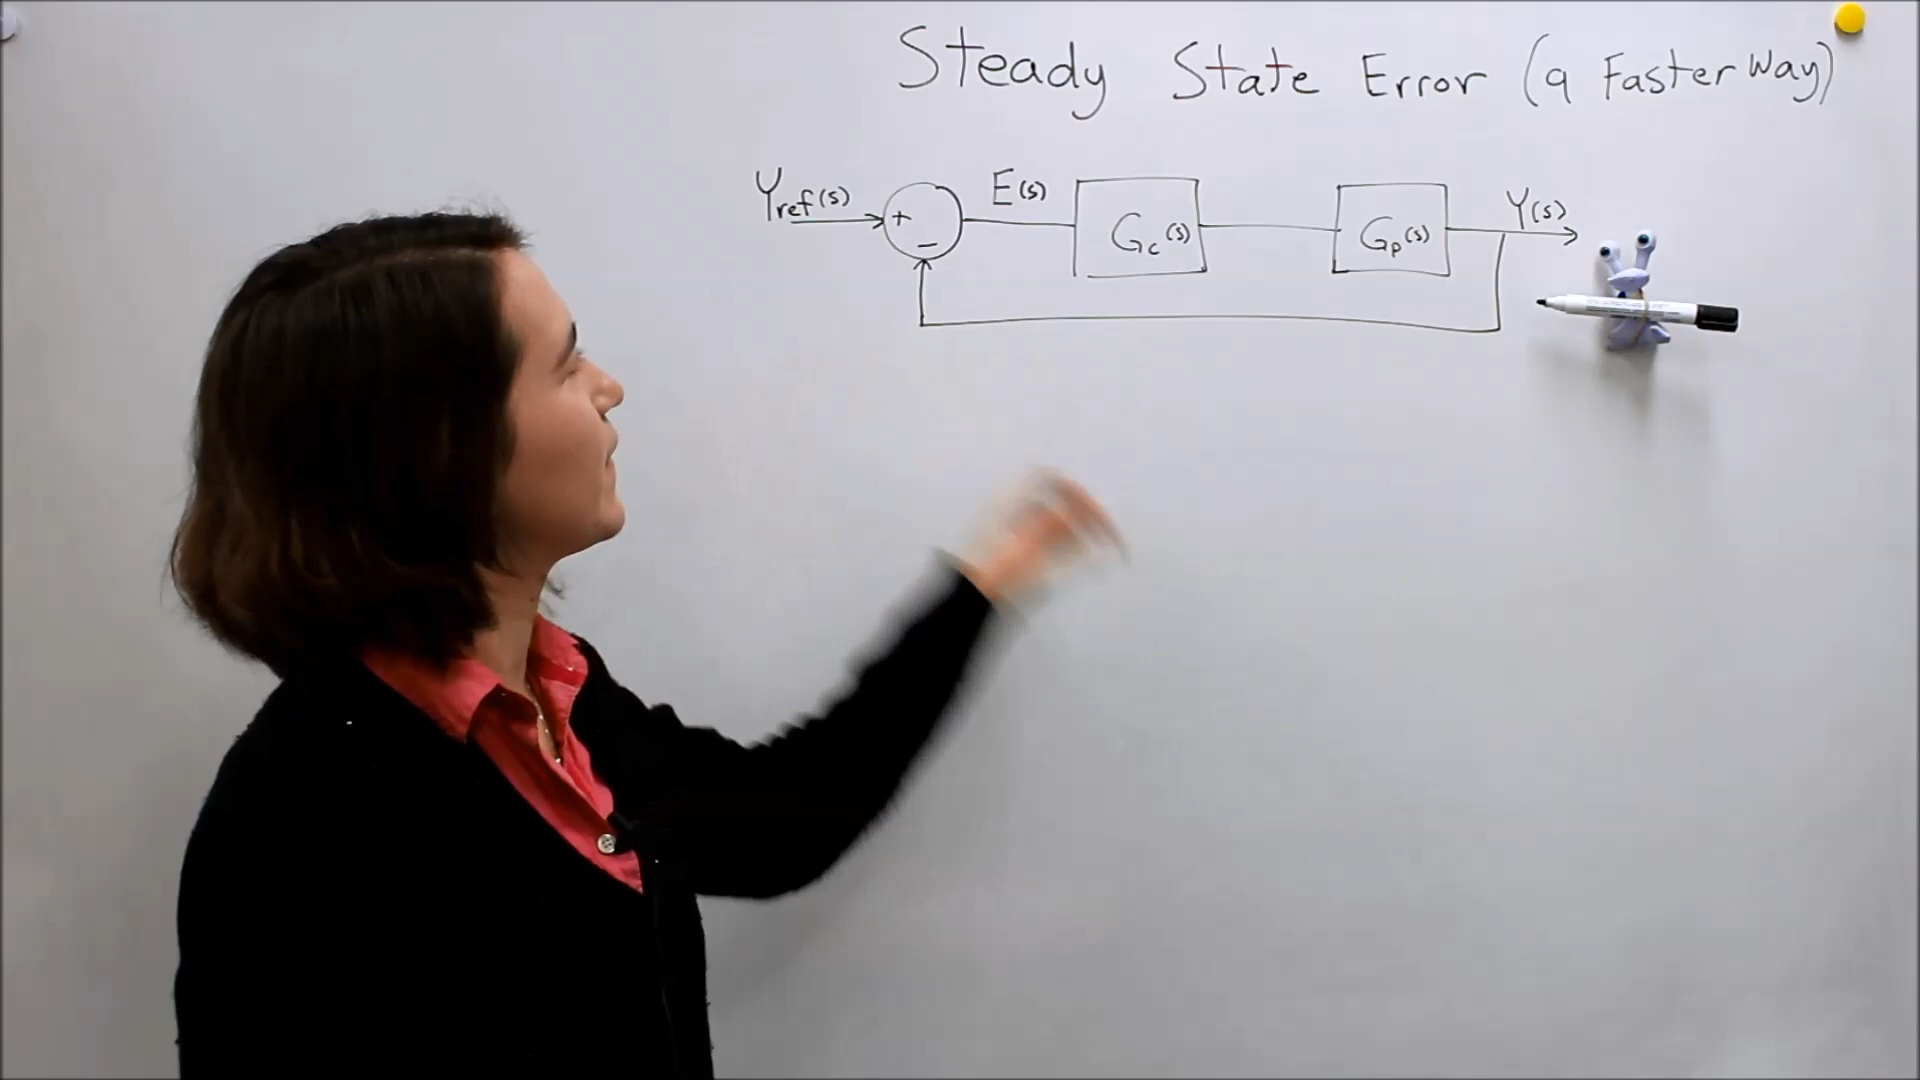 Steady State Error (a Faster Way)
Yref(s) + - E(s) Gc(s) Gp(s) Y(s)